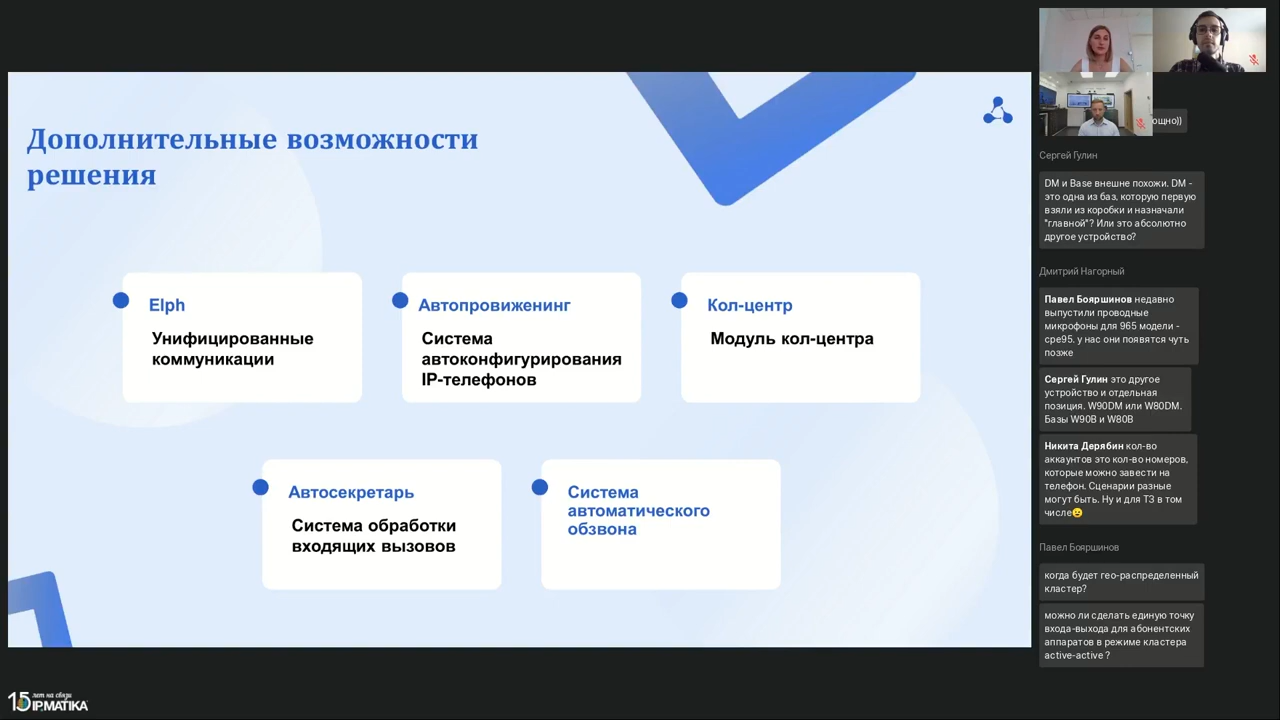 Дополнительные возможности
решения
Elph
Унифицированные
коммуникации
Автопровиженинг
Система
автоконфигурирования
IP-телефонов
Кол-центр
Модуль кол-центра
Автосекретарь
Система обработки
входящих вызовов
Система
автоматического
обзвона
15 лет на связи
IPMATIKA
ощно))
Сергей Гулин
DM и Base внешне похожи. DM -
это одна из баз, которую первую
взяли из коробки и назначали
"главной"? Или это абсолютно
другое устройство?
Дмитрий Нагорный
Павел Бояршинов недавно
выпустили проводные
микрофоны для 965 модели -
cpe95. у нас они появятся чуть
позже
Сергей Гулин это другое
устройство и отдельная
позиция. W90DM или W80DM.
Базы W90B и W80B
Никита Дерябин кол-во
аккаунтов это кол-во номеров,
которые можно завести на
телефон. Сценарии разные
могут быть. Ну и для ТЗ в том
числе😉
Павел Бояршинов
когда будет гео-распределенный
кластер?
можно ли сделать единую точку
входа-выхода для абонентских
аппаратов в режиме кластера
active-active ?